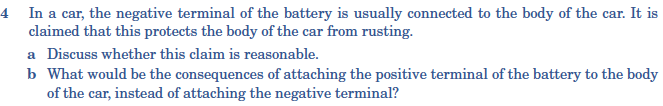 4 In a car, the negative terminal of the battery is usually connected to the body of the car. It is
claimed that this protects the body of the car from rusting.
a Discuss whether this claim is reasonable.
b What would be the consequences of attaching the positive terminal of the battery to the body
of the car, instead of attaching the negative terminal?